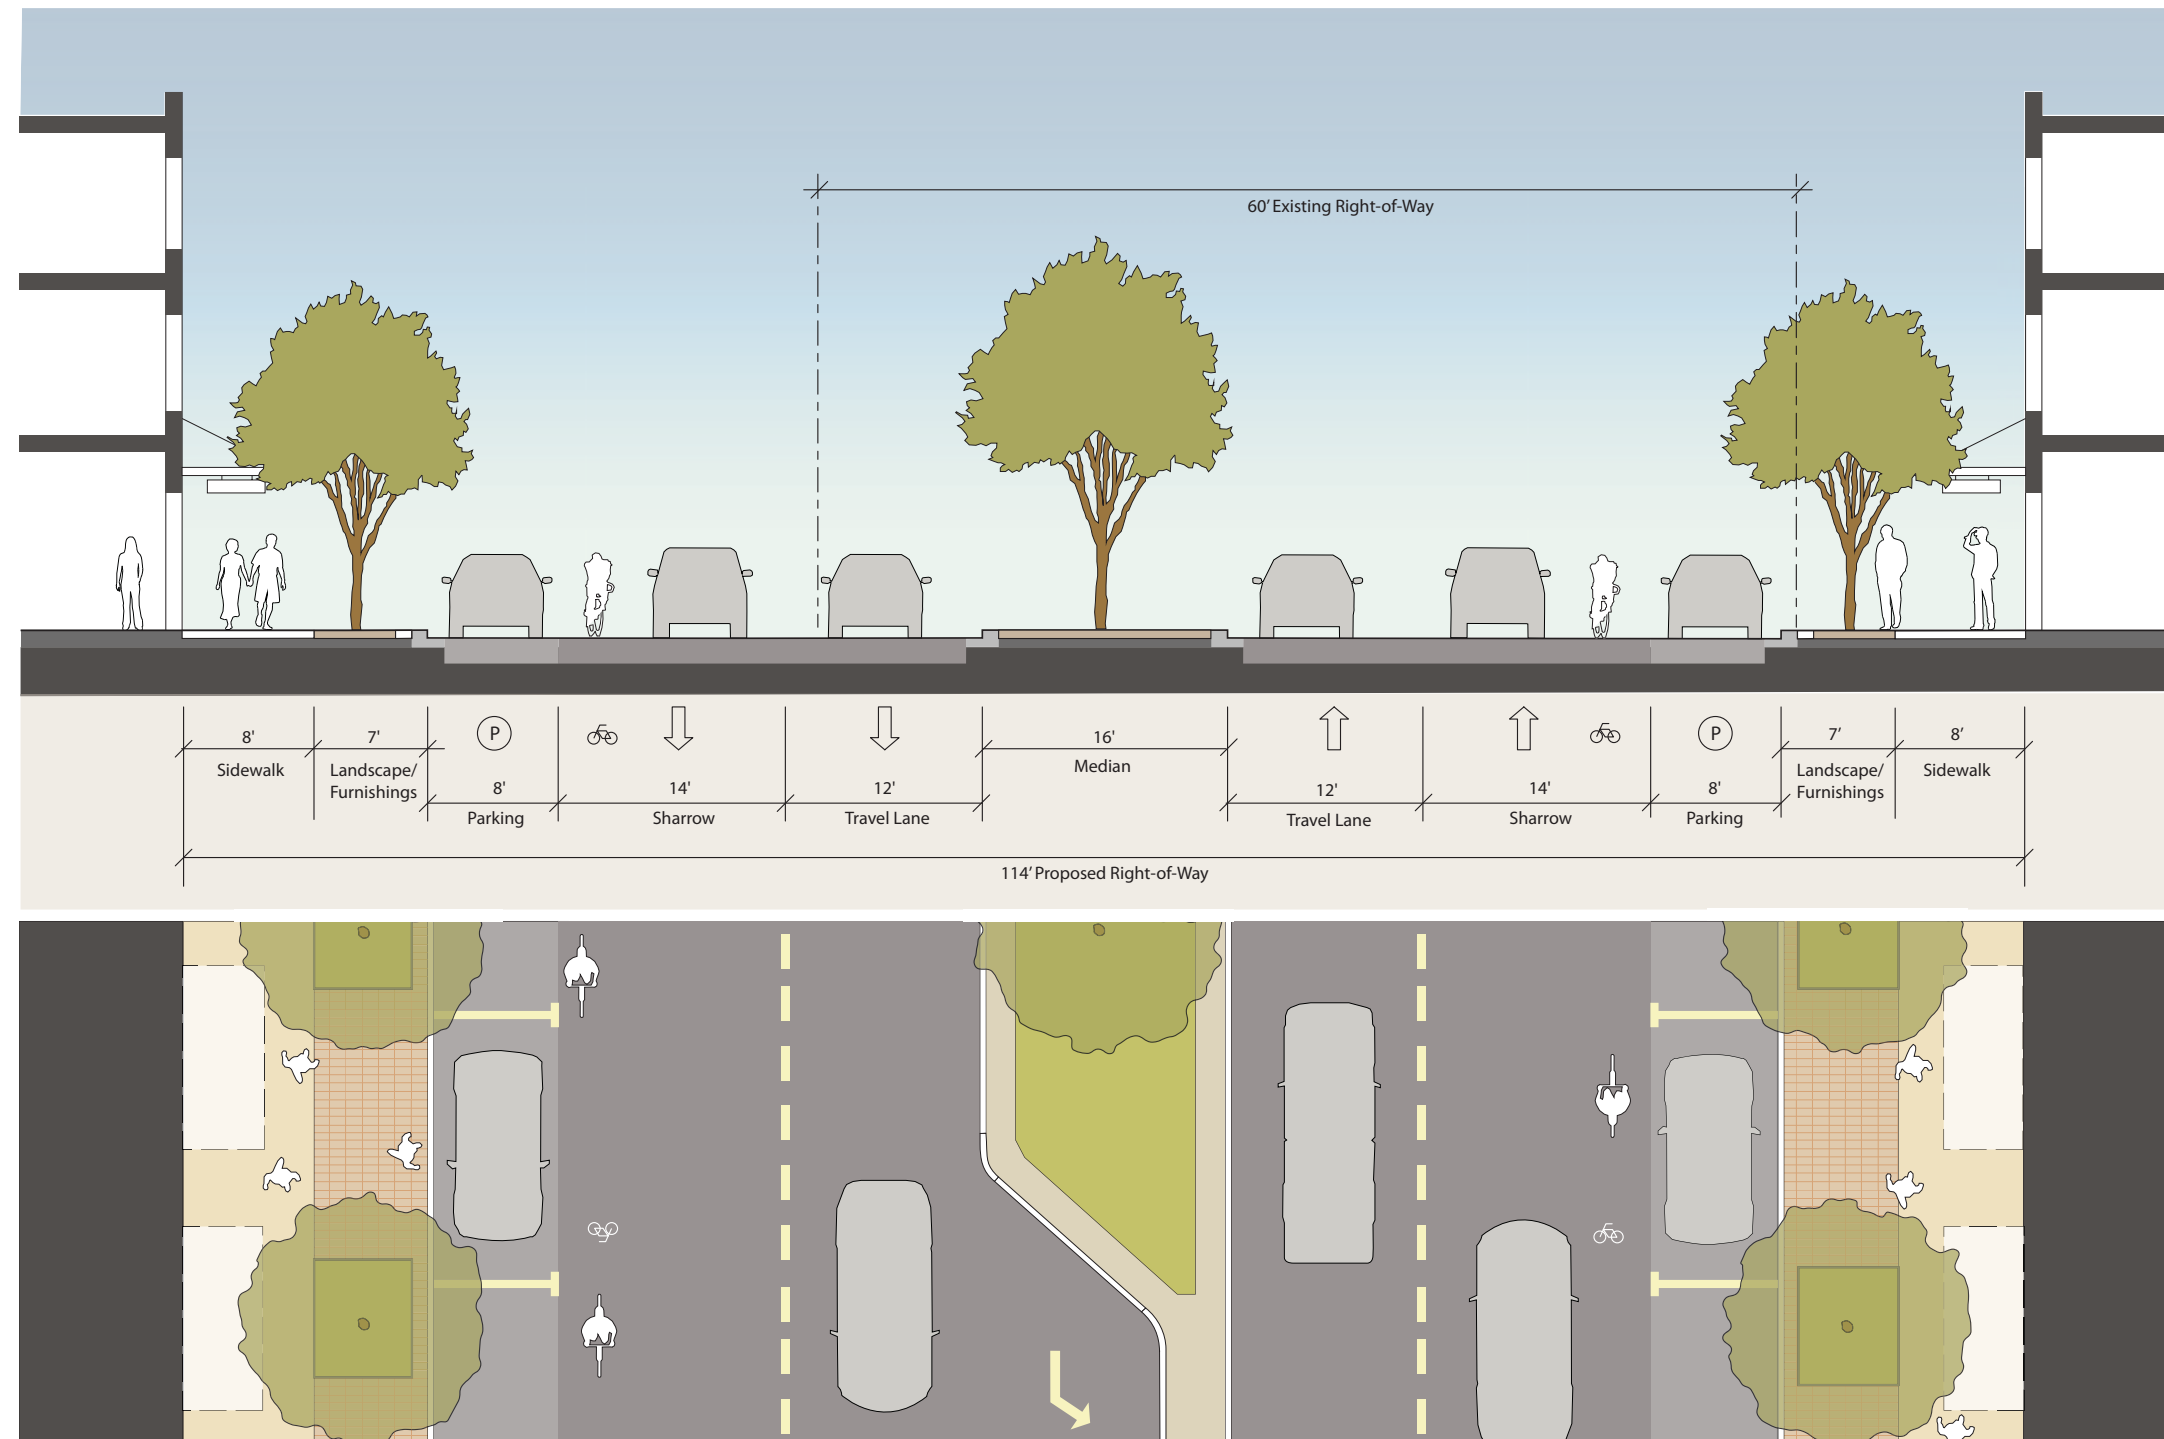 60’ Existing Right-of-Way
8'
7'
P
16'
P
7’
8’
Sidewalk
Landscape/
Furnishings
Median
Landscape/
Furnishings
Sidewalk
8'
14'
12'
12'
14'
8'
Parking
Sharrow
Travel Lane
Travel Lane
Sharrow
Parking
114’ Proposed Right-of-Way